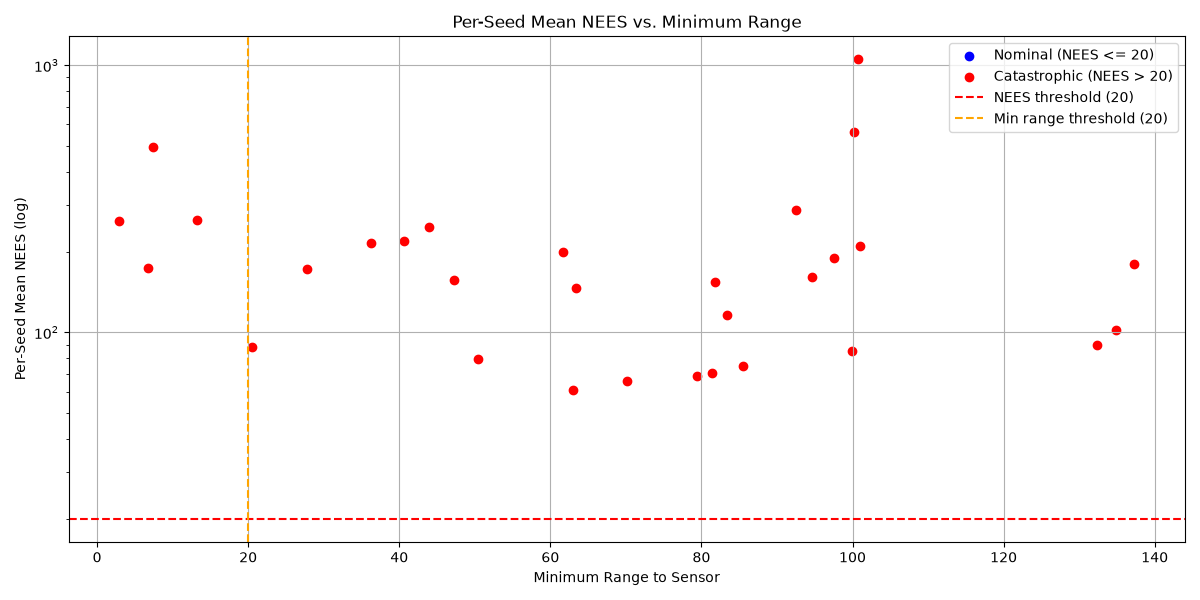 Per-Seed Mean NEES vs. Minimum Range
Nominal (NEES <= 20)
Catastrophic (NEES > 20)
NEES threshold (20)
Min range threshold (20)
Per-Seed Mean NEES (log)
10³
10²
0 20 40 60 80 100 120 140
Minimum Range to Sensor